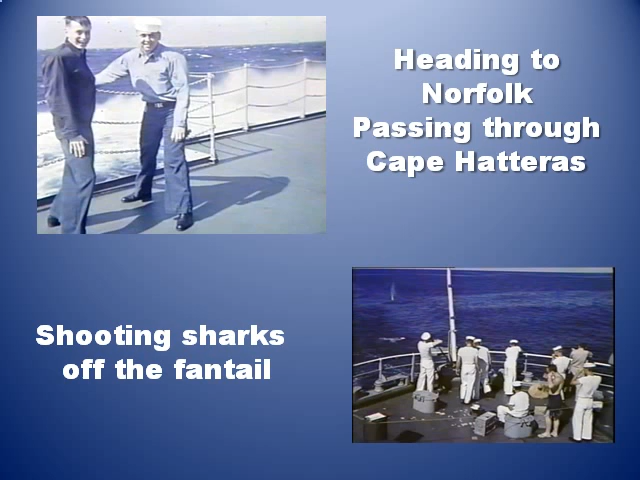 Heading to
Norfolk
Passing through
Cape Hatteras
Shooting sharks
off the fantail